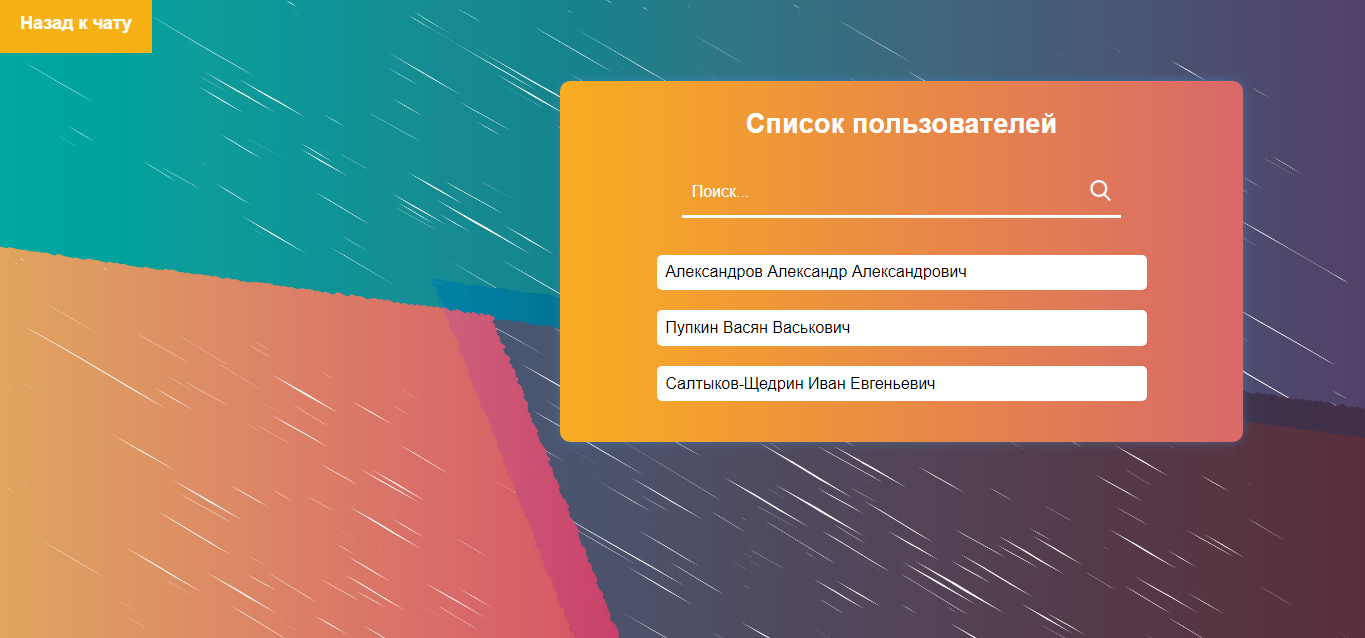 Назад к чату
Список пользователей
Поиск...
Александров Александр Александрович
Пупкин Васян Васькович
Салтыков-Щедрин Иван Евгеньевич